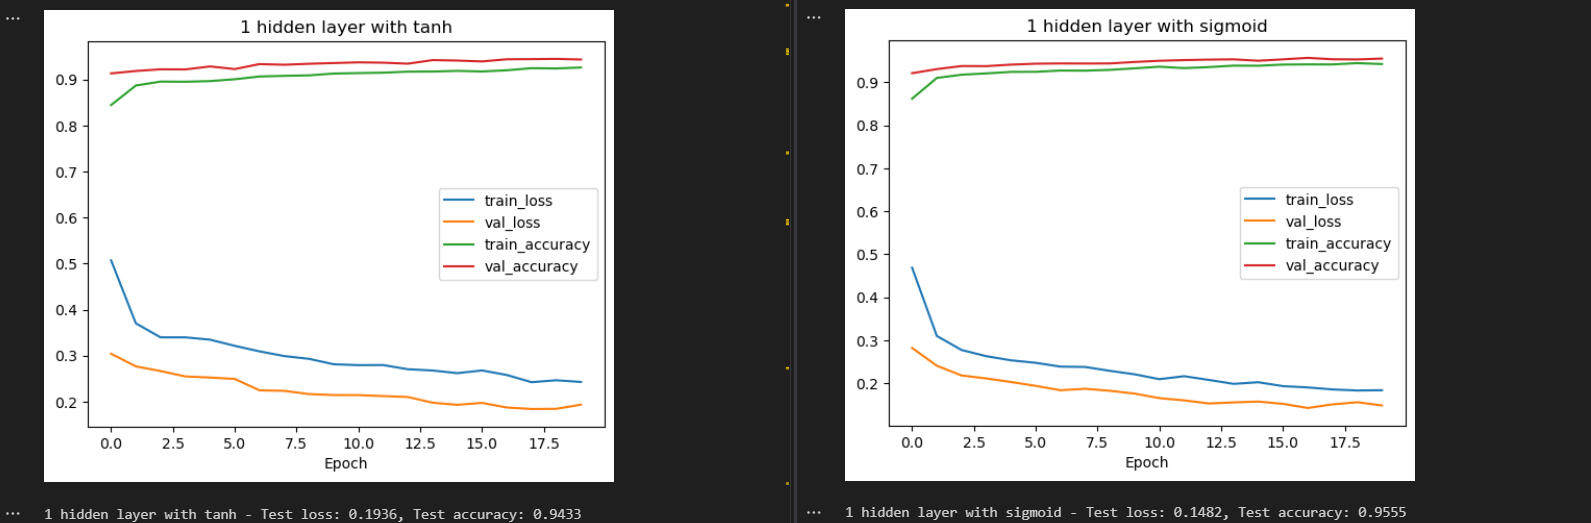 ...
1 hidden layer with tanh
0.9
0.8
0.7
0.6
0.5
0.4
0.3
0.2
train_loss
val_loss
train_accuracy
val_accuracy
0.0 2.5 5.0 7.5 10.0 12.5 15.0 17.5
Epoch
...
1 hidden layer with tanh - Test loss: 0.1936, Test accuracy: 0.9433
...
1 hidden layer with sigmoid
0.9
0.8
0.7
0.6
0.5
0.4
0.3
0.2
train_loss
val_loss
train_accuracy
val_accuracy
0.0 2.5 5.0 7.5 10.0 12.5 15.0 17.5
Epoch
...
1 hidden layer with sigmoid - Test loss: 0.1482, Test accuracy: 0.9555